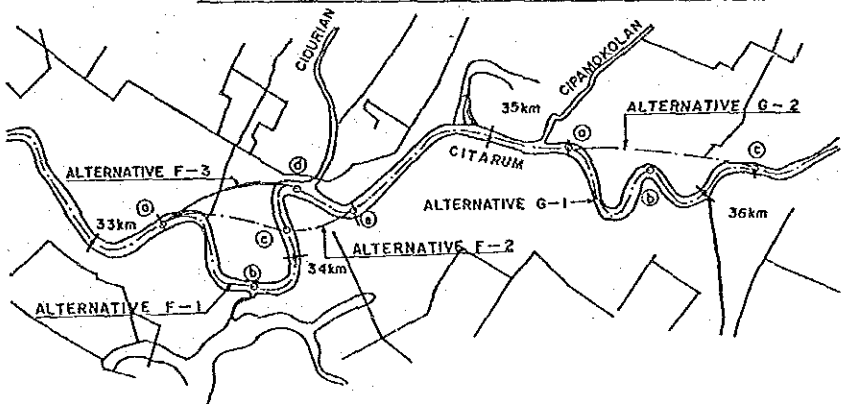 CIDURIAN
CIPAMOKOLAN
35km
ALTERNATIVE G-2
ⓐ
ⓒ
CITARUM
ⓓ
ALTERNATIVE F-3
ⓐ
ⓔ
ALTERNATIVE G-1
ⓑ
36km
33km
ⓒ
ALTERNATIVE F-2
34km
ⓑ
ALTERNATIVE F-1